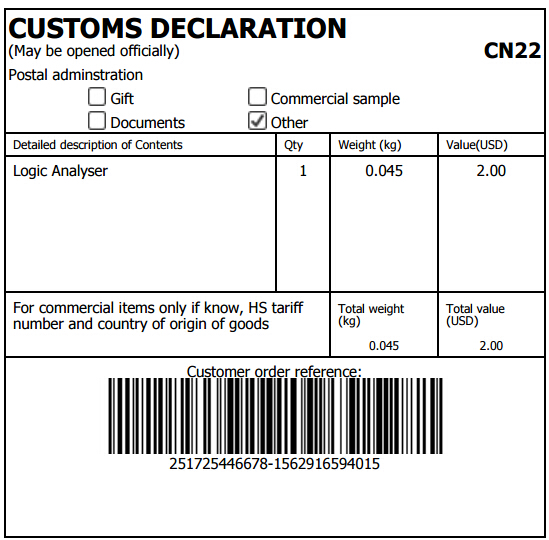 CUSTOMS DECLARATION
(May be opened officially)
CN22
Postal adminstration
Gift
Commercial sample
Documents
Other
Detailed description of Contents
Qty
Weight (kg)
Value(USD)
Logic Analyser
1
0.045
2.00
For commercial items only if know, HS tariff
number and country of origin of goods
Total weight
(kg)
0.045
Total value
(USD)
2.00
Customer order reference:
251725446678-1562916594015